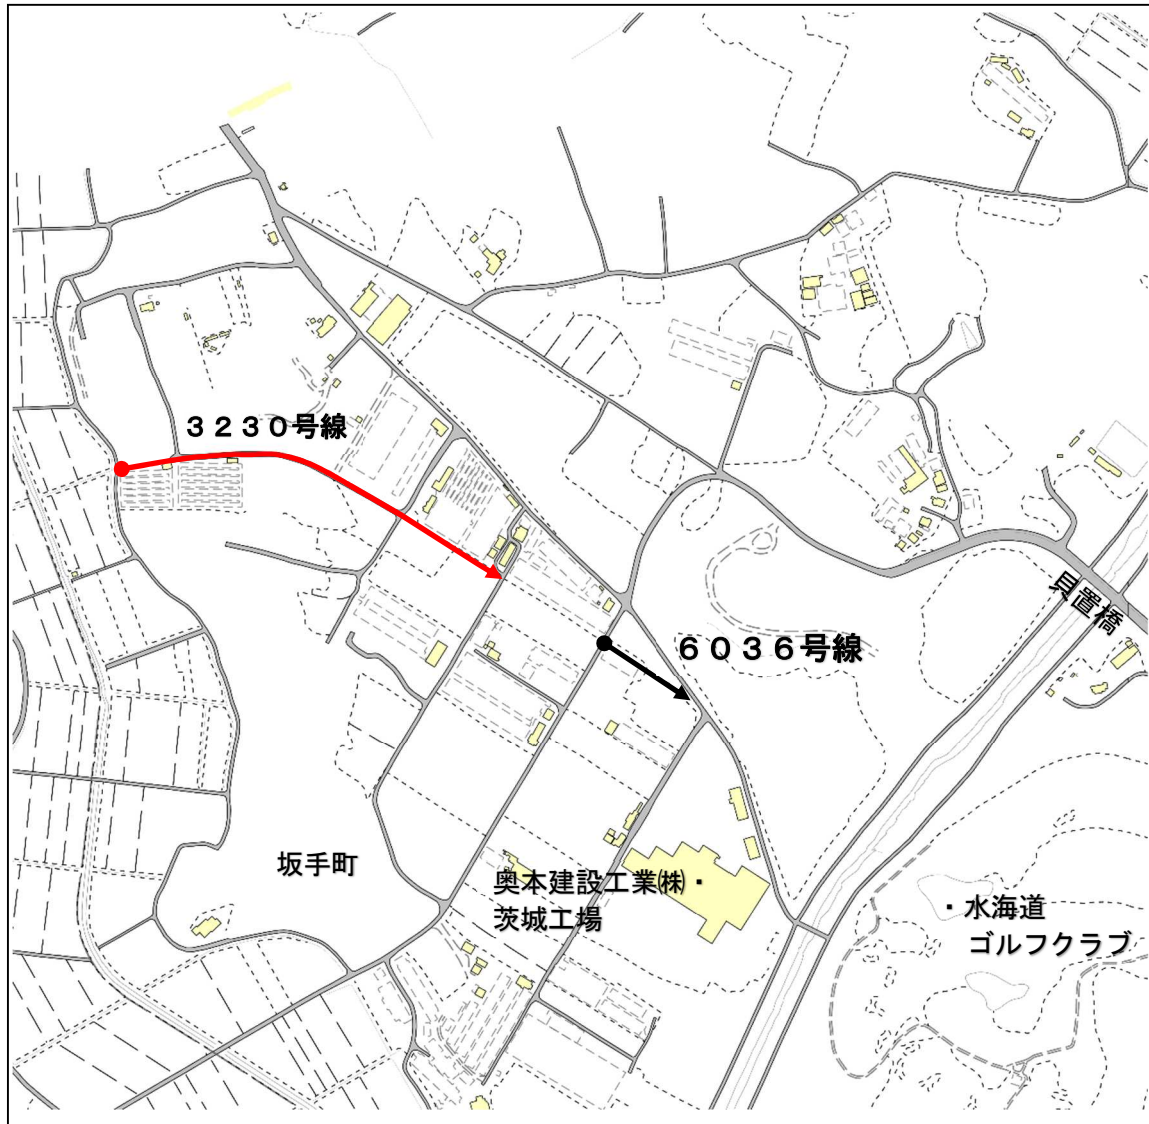 ３２３０号線
貝置橋
６０３６号線
坂手町
奥本建設工業㈱・
茨城工場
・水海道
ゴルフクラブ